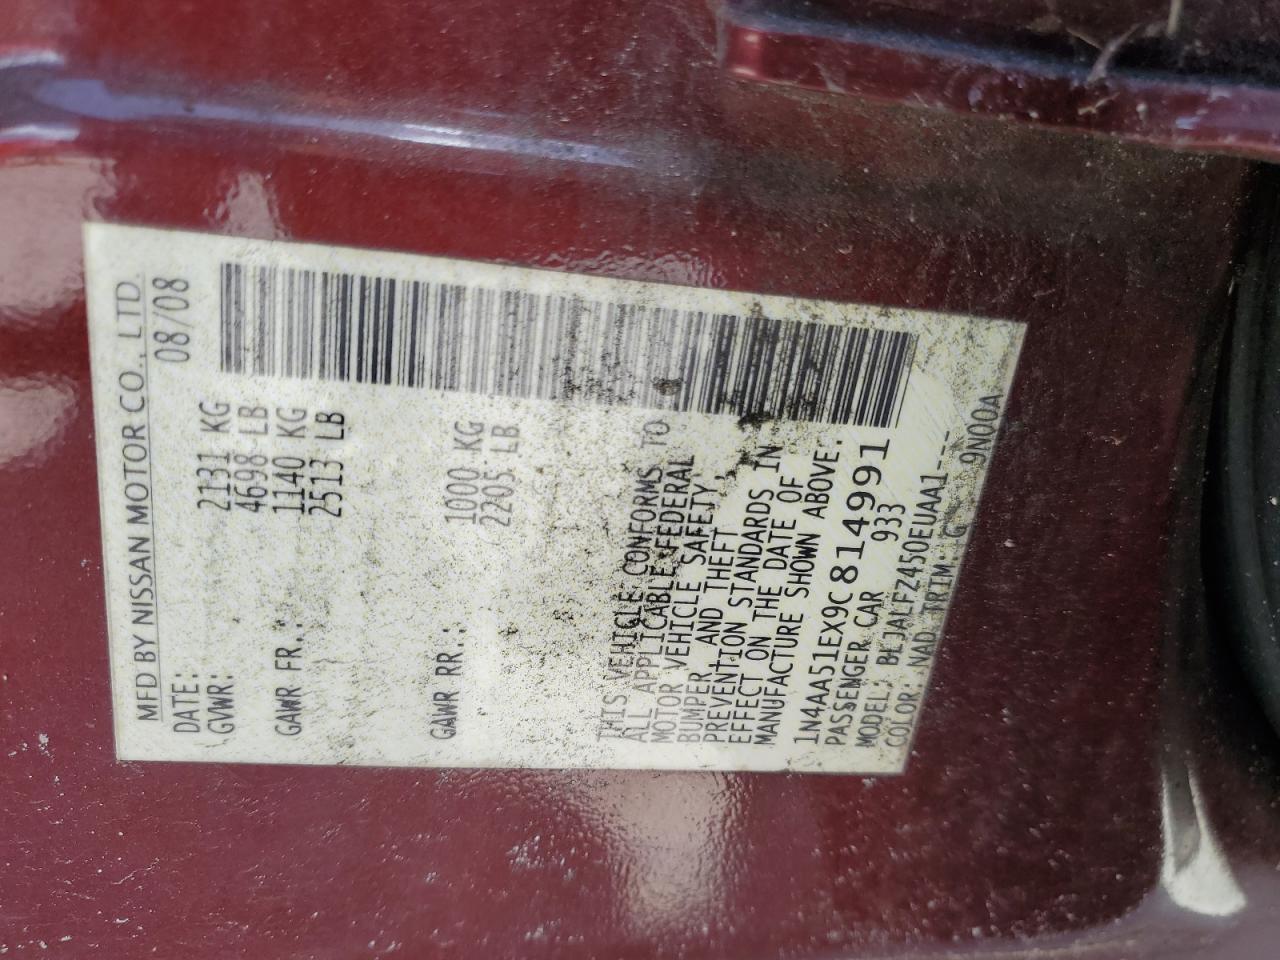 MFD BY NISSAN MOTOR CO., LTD.
DATE: 08/08
GVWR: 2131 KG
4698 LB
GAWR FR.: 1140 KG
2513 LB
GAWR RR.: 1000 KG
2205 LB
THIS VEHICLE CONFORMS TO
ALL APPLICABLE FEDERAL
MOTOR VEHICLE SAFETY,
BUMPER AND THEFT
PREVENTION STANDARDS IN
EFFECT ON THE DATE OF
MANUFACTURE SHOWN ABOVE.
1N4AA51EX9C814991
PASSENGER CAR 933
MODEL: BLJALFZ450EUAA1---
COLOR: NAD TRIM: G 9N00A